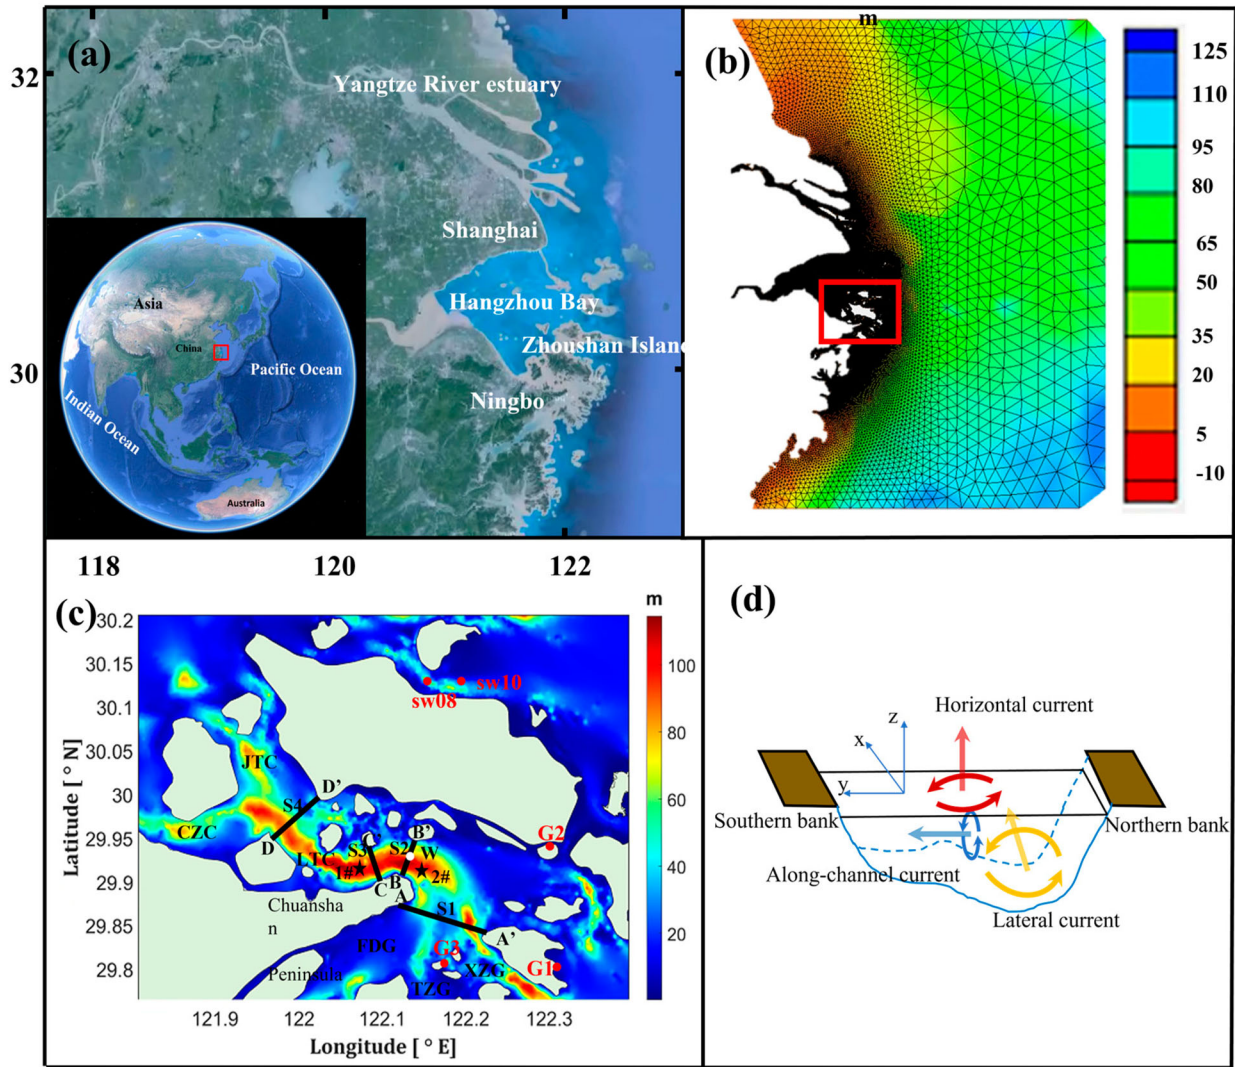 (a)
32
30
Yangtze River estuary
Shanghai
Hangzhou Bay
Zhoushan Island
Ningbo
Asia
China
Pacific Ocean
Indian Ocean
Australia
118
120
122
(b)
m
125
110
95
80
65
50
35
20
5
-10
(c)
m
100
80
60
40
20
30.2
30.15
30.1
30.05
30
29.95
29.9
29.85
29.8
Latitude [ ° N]
121.9
122
122.1
122.2
122.3
Longitude [ ° E]
sw10
sw08
JTC
D'
S4
CZC
D
LTC
S3
C'
S2
B'
W
G2
1#
2#
C
B
A
S1
A'
Chuansha
n
Peninsula
FDG
G3
TZG
XZG
G1
(d)
Horizontal current
z
x
y
Southern bank
Northern bank
Along-channel current
Lateral current